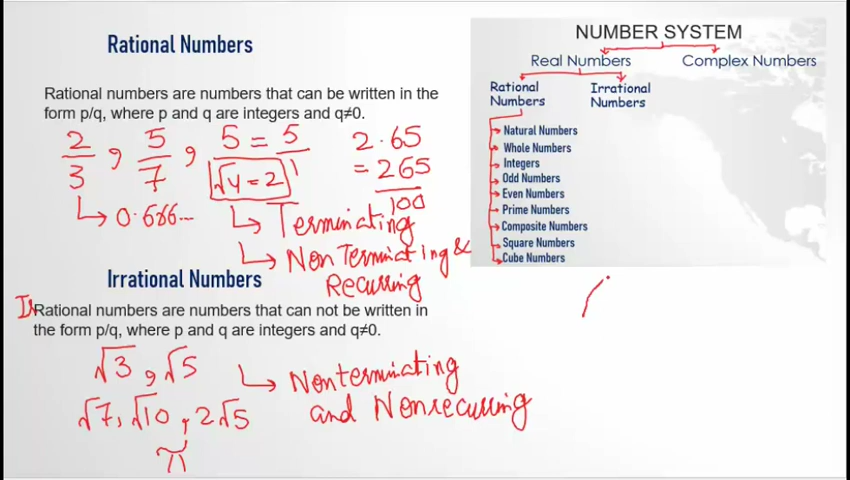 Rational Numbers
Rational numbers are numbers that can be written in the
form p/q, where p and q are integers and q≠0.
2/3 , 5/7 , 5 = 5/1
√4 = 2
2.65
= 265/100
↳ 0.666...
↳ Terminating
↳ Non Terminating &
Recurring
Irrational Numbers
Ir Rational numbers are numbers that can not be written in
the form p/q, where p and q are integers and q≠0.
√3 , √5
√7, √10 , 2√5
π
↳ Nonterminating
and Nonrecurring
NUMBER SYSTEM
Real Numbers Complex Numbers
Rational
Numbers
Irrational
Numbers
Natural Numbers
Whole Numbers
Integers
Odd Numbers
Even Numbers
Prime Numbers
Composite Numbers
Square Numbers
Cube Numbers